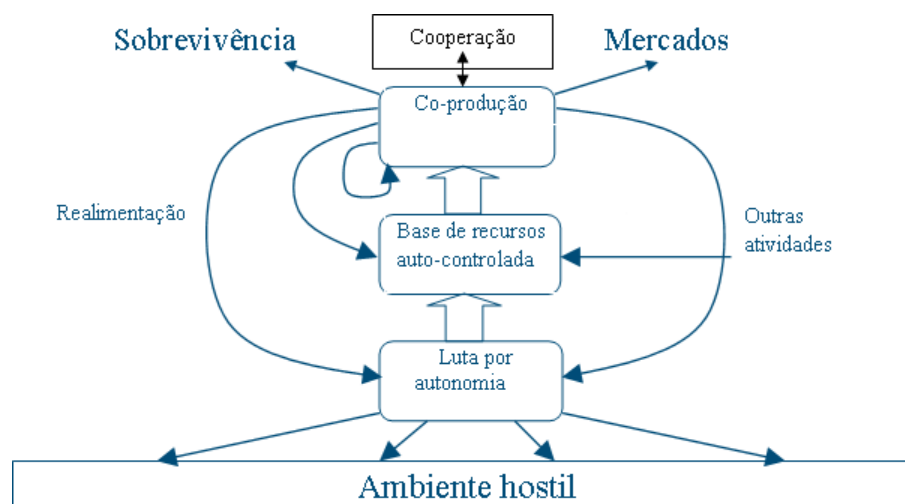 Sobrevivência
Cooperação
Mercados
Co-produção
Realimentação
Base de recursos
auto-controlada
Outras
atividades
Luta por
autonomia
Ambiente hostil